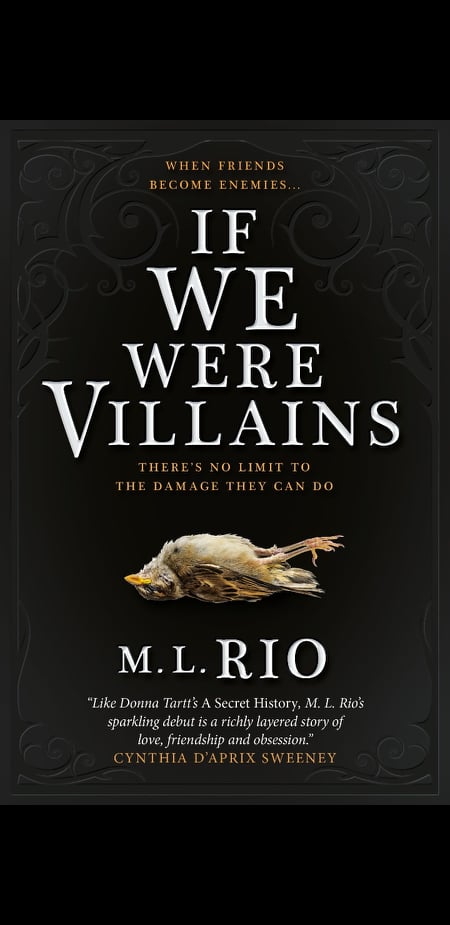 WHEN FRIENDS
BECOME ENEMIES...
IF
WE
WERE
VILLAINS
THERE'S NO LIMIT TO
THE DAMAGE THEY CAN DO
M. L. RIO
“Like Donna Tartt’s A Secret History, M. L. Rio’s
sparkling debut is a richly layered story of
love, friendship and obsession.”
CYNTHIA D'APRIX SWEENEY